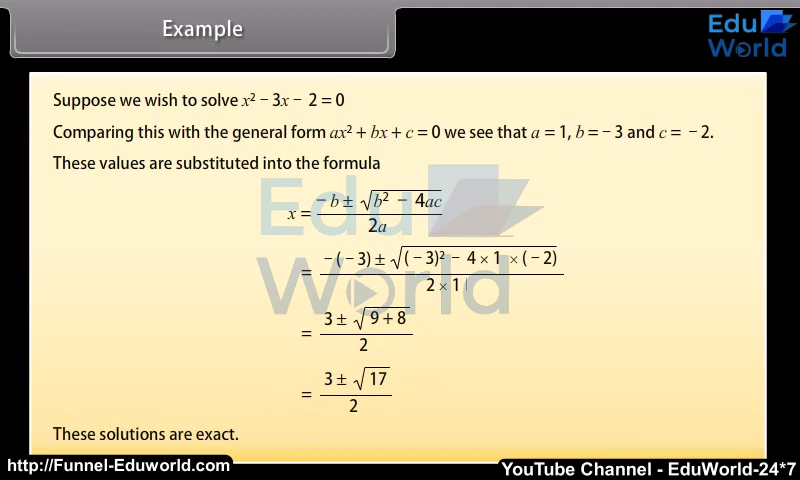 Example
Edu
World
Suppose we wish to solve x² − 3x − 2 = 0
Comparing this with the general form ax² + bx + c = 0 we see that a = 1, b = − 3 and c = − 2.
These values are substituted into the formula
x = (− b ± √(b² − 4ac)) / 2a
= (− (− 3) ± √((− 3)² − 4 × 1 × (− 2))) / (2 × 1)
= (3 ± √(9 + 8)) / 2
= (3 ± √17) / 2
Edu
World
These solutions are exact.
http://Funnel-Eduworld.com
YouTube Channel - EduWorld-24*7